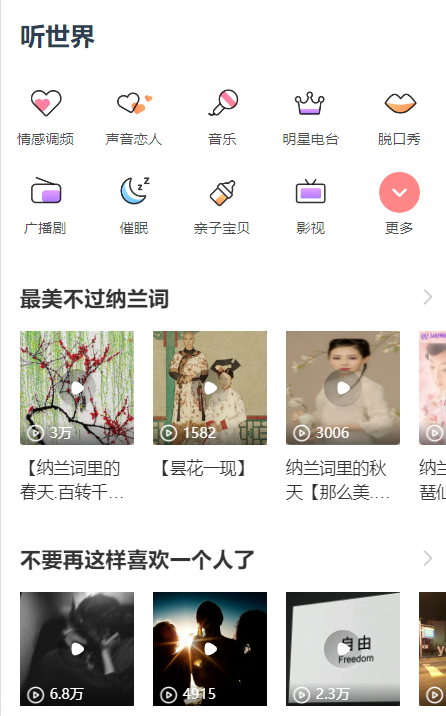 听世界
情感调频 声音恋人 音乐 明星电台 脱口秀
广播剧 催眠 亲子宝贝 影视 更多
最美不过纳兰词
3万 1582 3006
【纳兰词里的 【昙花一现】 纳兰词里的秋 纳兰
春天.百转千… 天【那么美.… 琶仙
不要再这样喜欢一个人了
自由
Freedom
6.8万 4915 2.3万